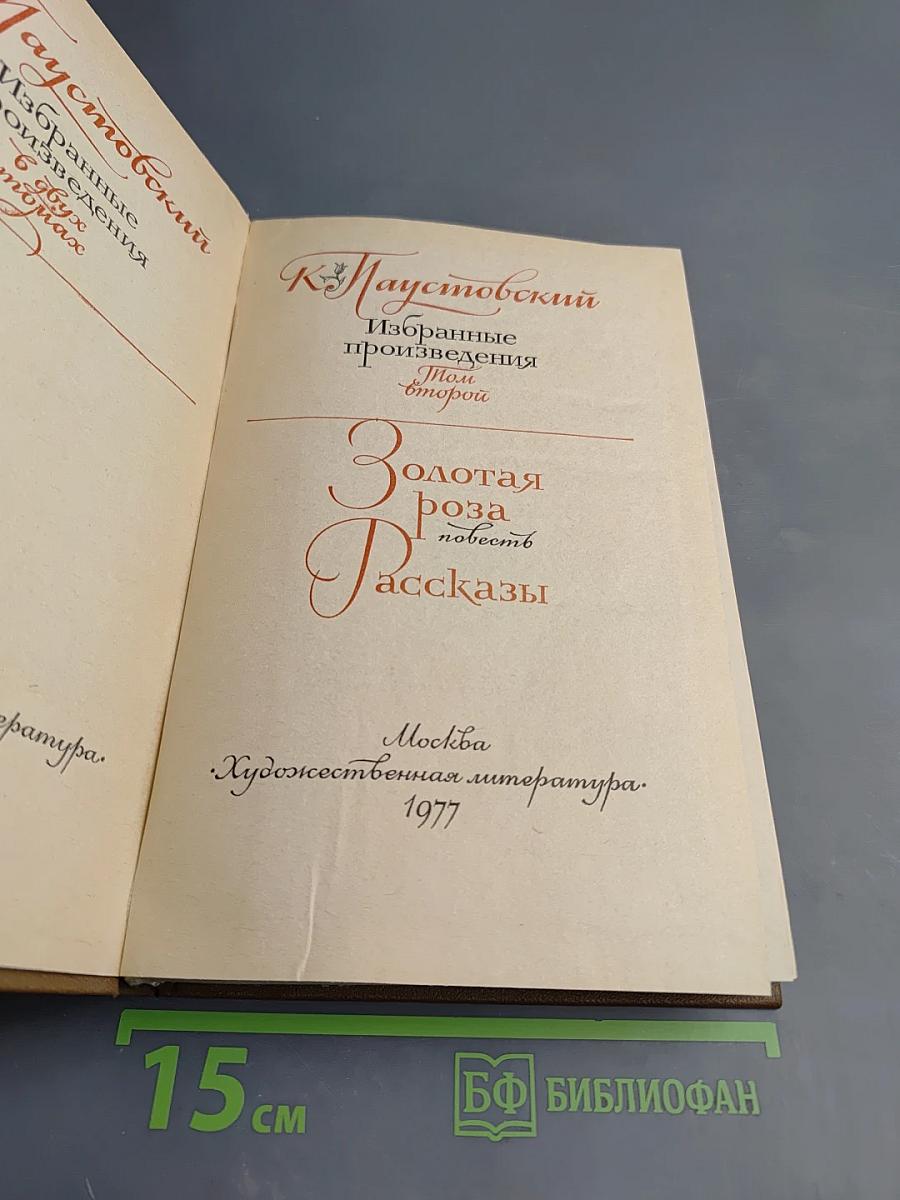 Паустовский
Избранные
произведения
в двух
томах
К Паустовский
Избранные
произведения
Том
второй
Золотая
роза
повесть
Рассказы
Москва
·Художественная литература·
1977
15 см
БФ БИБЛИОФАН